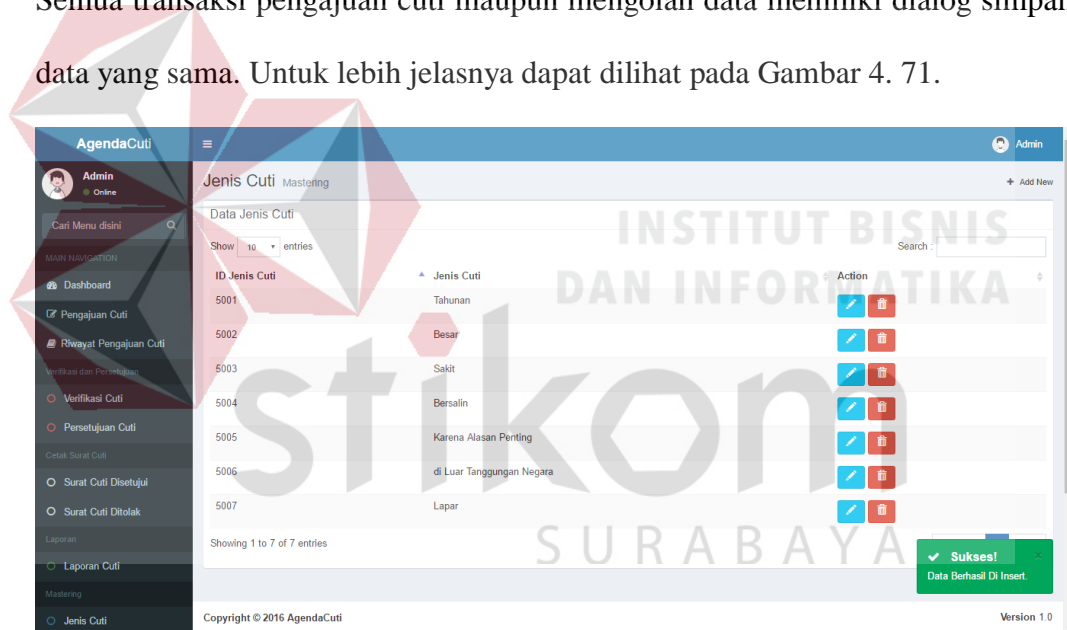 Semua transaksi pengajuan cuti maupun mengolah data memiliki dialog simpan
data yang sama. Untuk lebih jelasnya dapat dilihat pada Gambar 4. 71.
AgendaCuti
Admin
Admin
Online
Cari Menu disini
MAIN NAVIGATION
Dashboard
Pengajuan Cuti
Riwayat Pengajuan Cuti
Verifikasi dan Persetujuan
Verifikasi Cuti
Persetujuan Cuti
Cetak Surat Cuti
Surat Cuti Disetujui
Surat Cuti Ditolak
Laporan
Laporan Cuti
Mastering
Jenis Cuti
Jenis Cuti Mastering
+ Add New
Data Jenis Cuti
Show 10 entries
Search :
ID Jenis Cuti Jenis Cuti Action
5001 Tahunan
5002 Besar
5003 Sakit
5004 Bersalin
5005 Karena Alasan Penting
5006 di Luar Tanggungan Negara
5007 Lapar
Showing 1 to 7 of 7 entries
Sukses! ×
Data Berhasil Di Insert.
Copyright © 2016 AgendaCuti
Version 1.0
INSTITUT BISNIS
DAN INFORMATIKA
stikom
SURABAYA